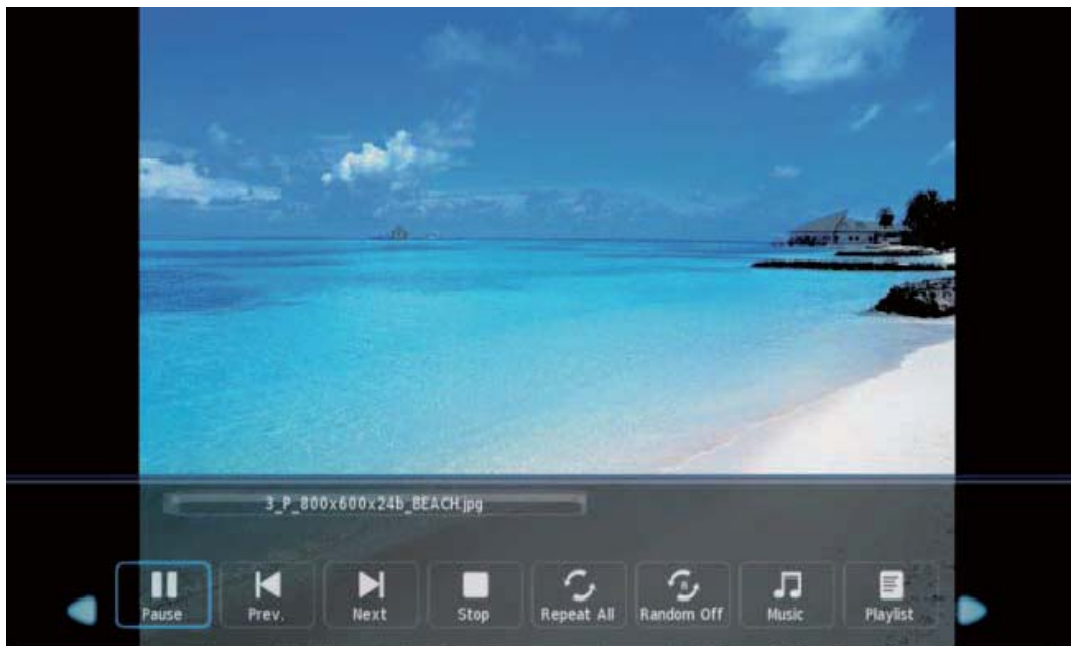 3_P_800x600x24b_BEACH.jpg
Pause Prev. Next Stop Repeat All Random Off Music Playlist